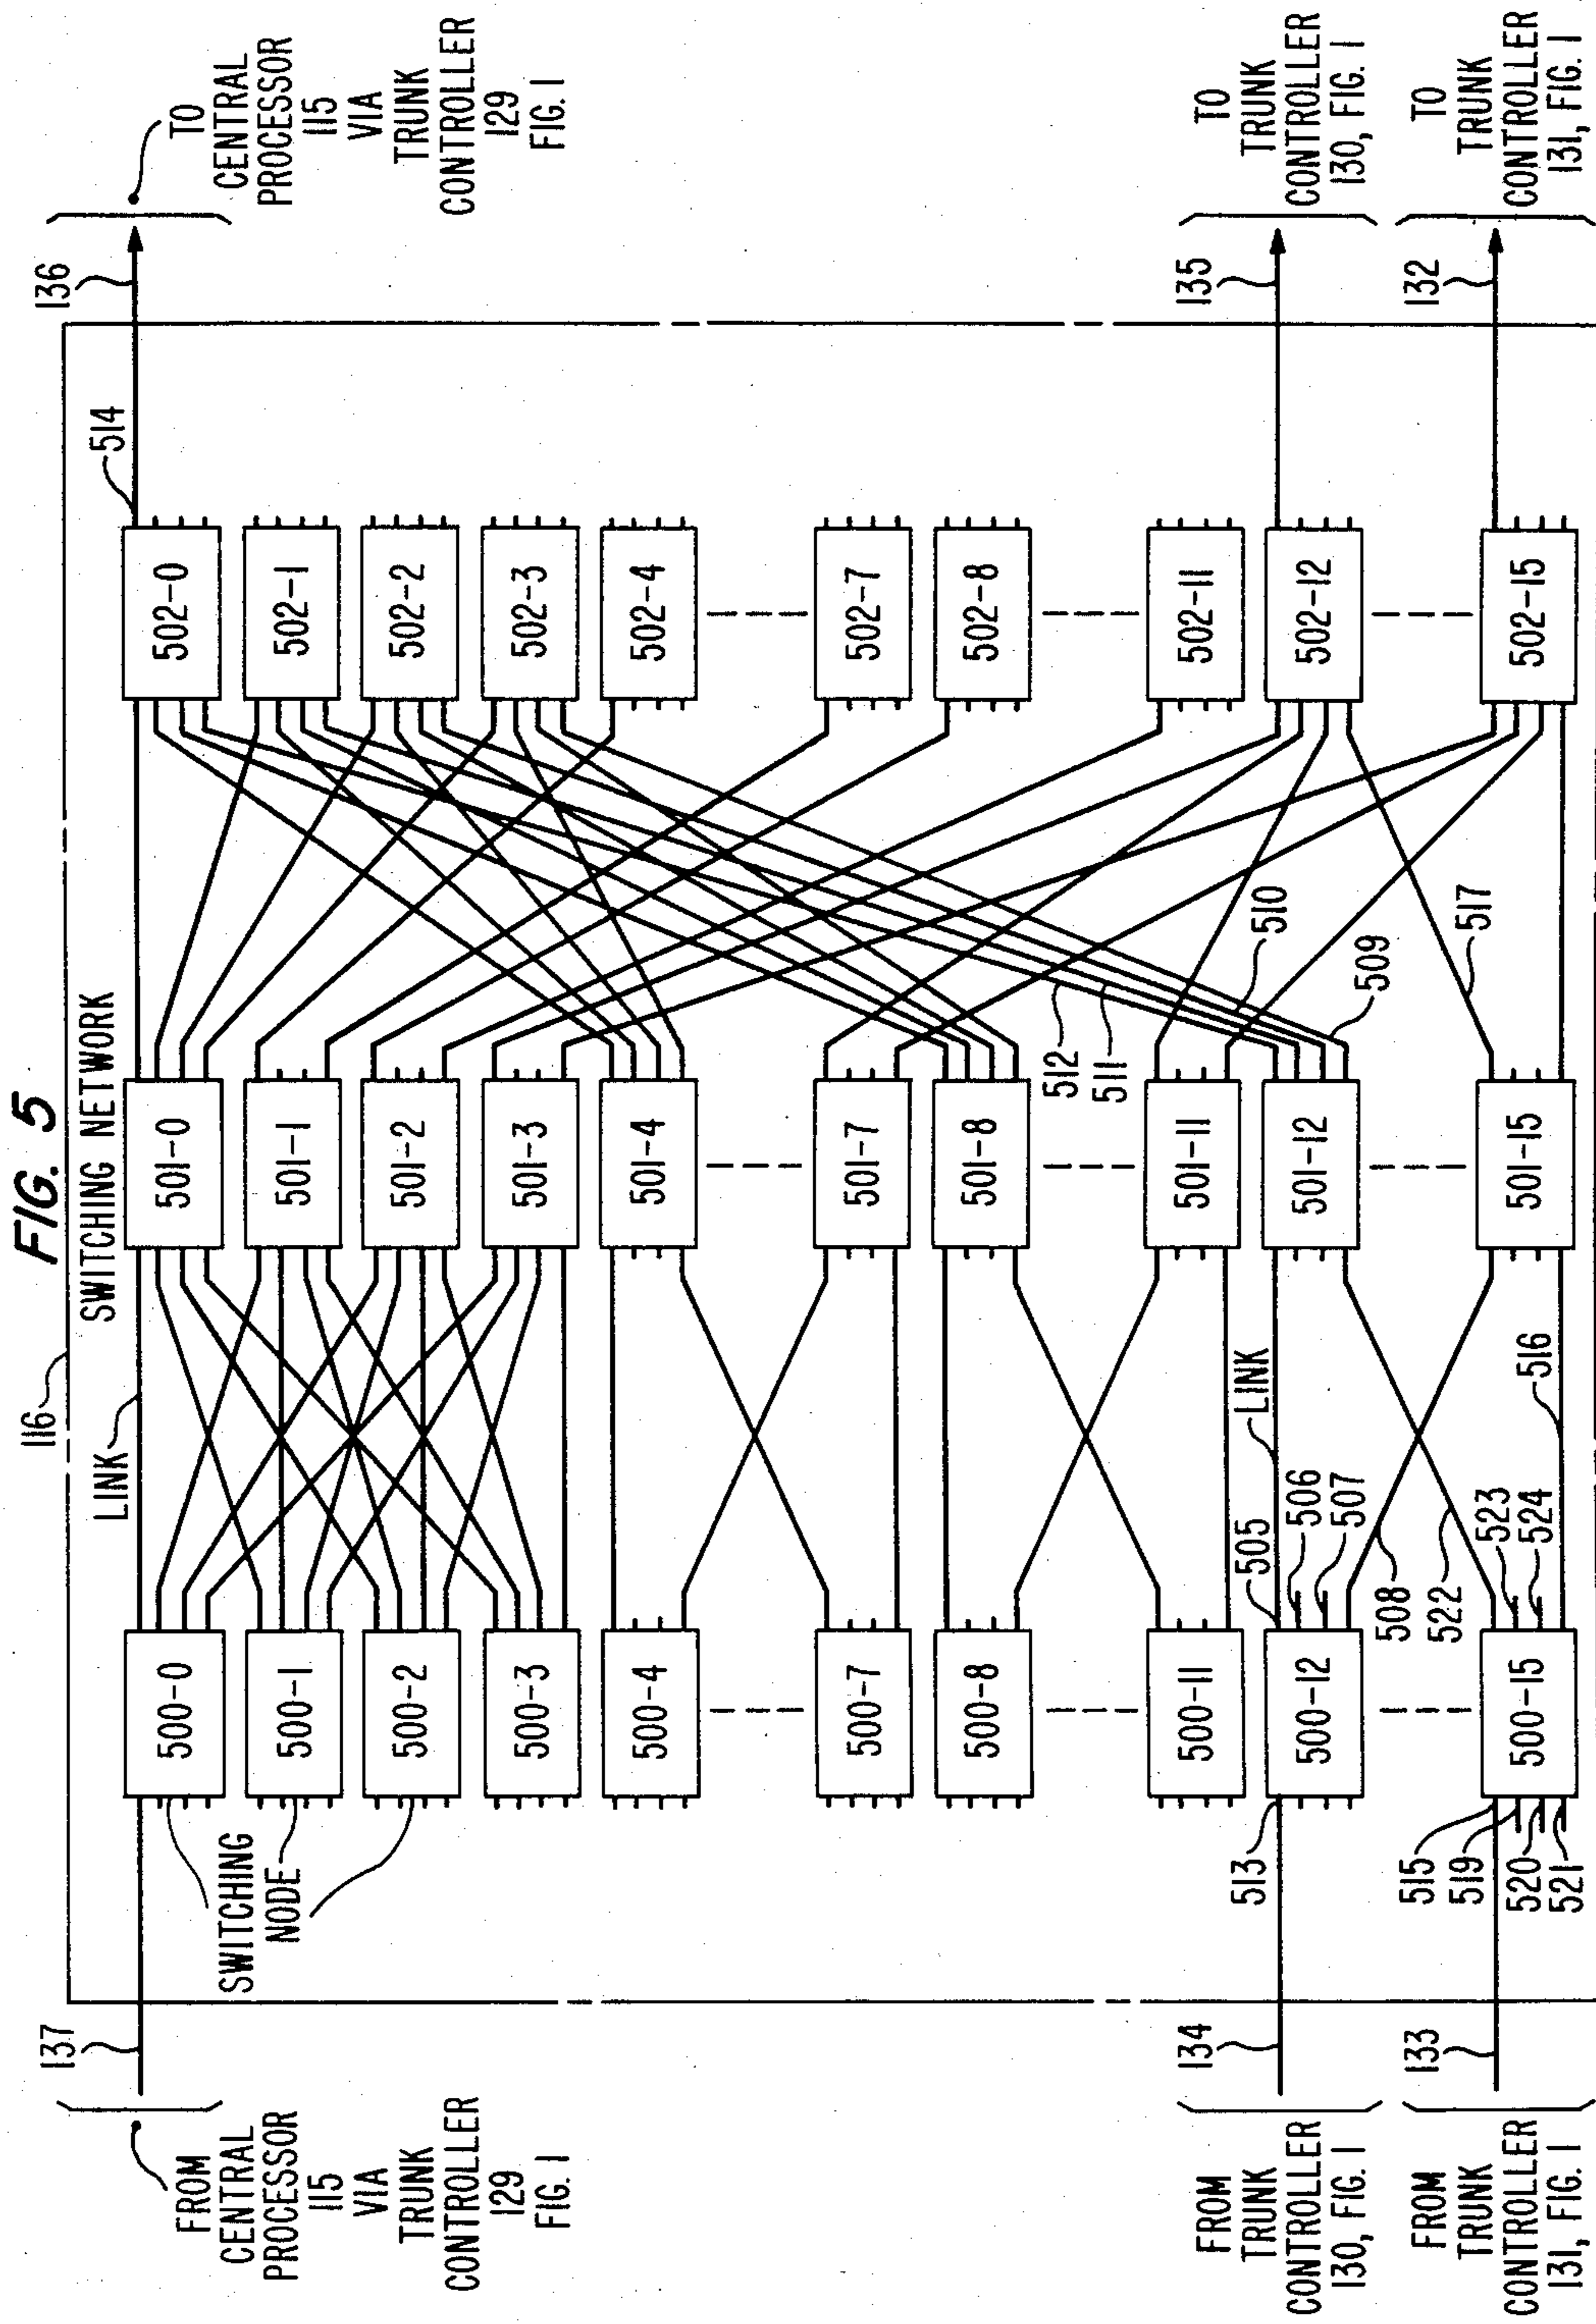 FIG. 5
SWITCHING NETWORK
116
137
FROM
CENTRAL
PROCESSOR
115
VIA
TRUNK
CONTROLLER
129
FIG. 1
SWITCHING
NODE
LINK
500-0
500-1
500-2
500-3
500-4
500-7
500-8
500-11
500-12
500-15
501-0
501-1
501-2
501-3
501-4
501-7
501-8
501-11
501-12
501-15
502-0
502-1
502-2
502-3
502-4
502-7
502-8
502-11
502-12
502-15
514
136
TO
CENTRAL
PROCESSOR
115
VIA
TRUNK
CONTROLLER
129
FIG. 1
512
511
510
509
517
LINK
505
506
507
508
522
523
524
516
513
134
FROM
TRUNK
CONTROLLER
130, FIG. 1
515
519
520
521
133
FROM
TRUNK
CONTROLLER
131, FIG. 1
135
TO
TRUNK
CONTROLLER
130, FIG. 1
132
TO
TRUNK
CONTROLLER
131, FIG. 1